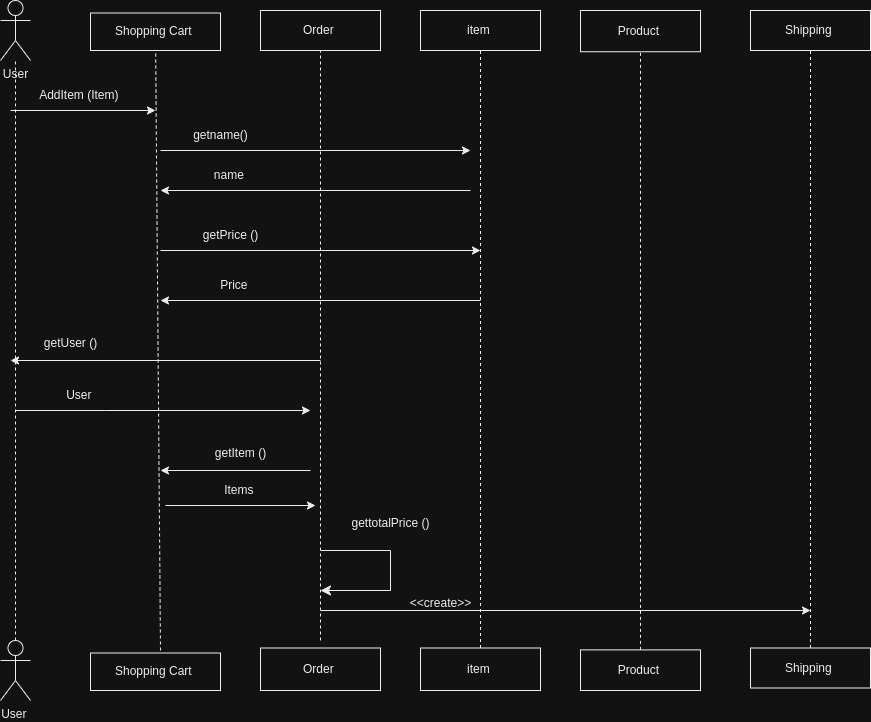 Shopping Cart
Order
item
Product
Shipping
User
AddItem (Item)
getname()
name
getPrice ()
Price
getUser ()
User
getItem ()
Items
gettotalPrice ()
<<create>>
Shopping Cart
Order
item
Product
Shipping
User